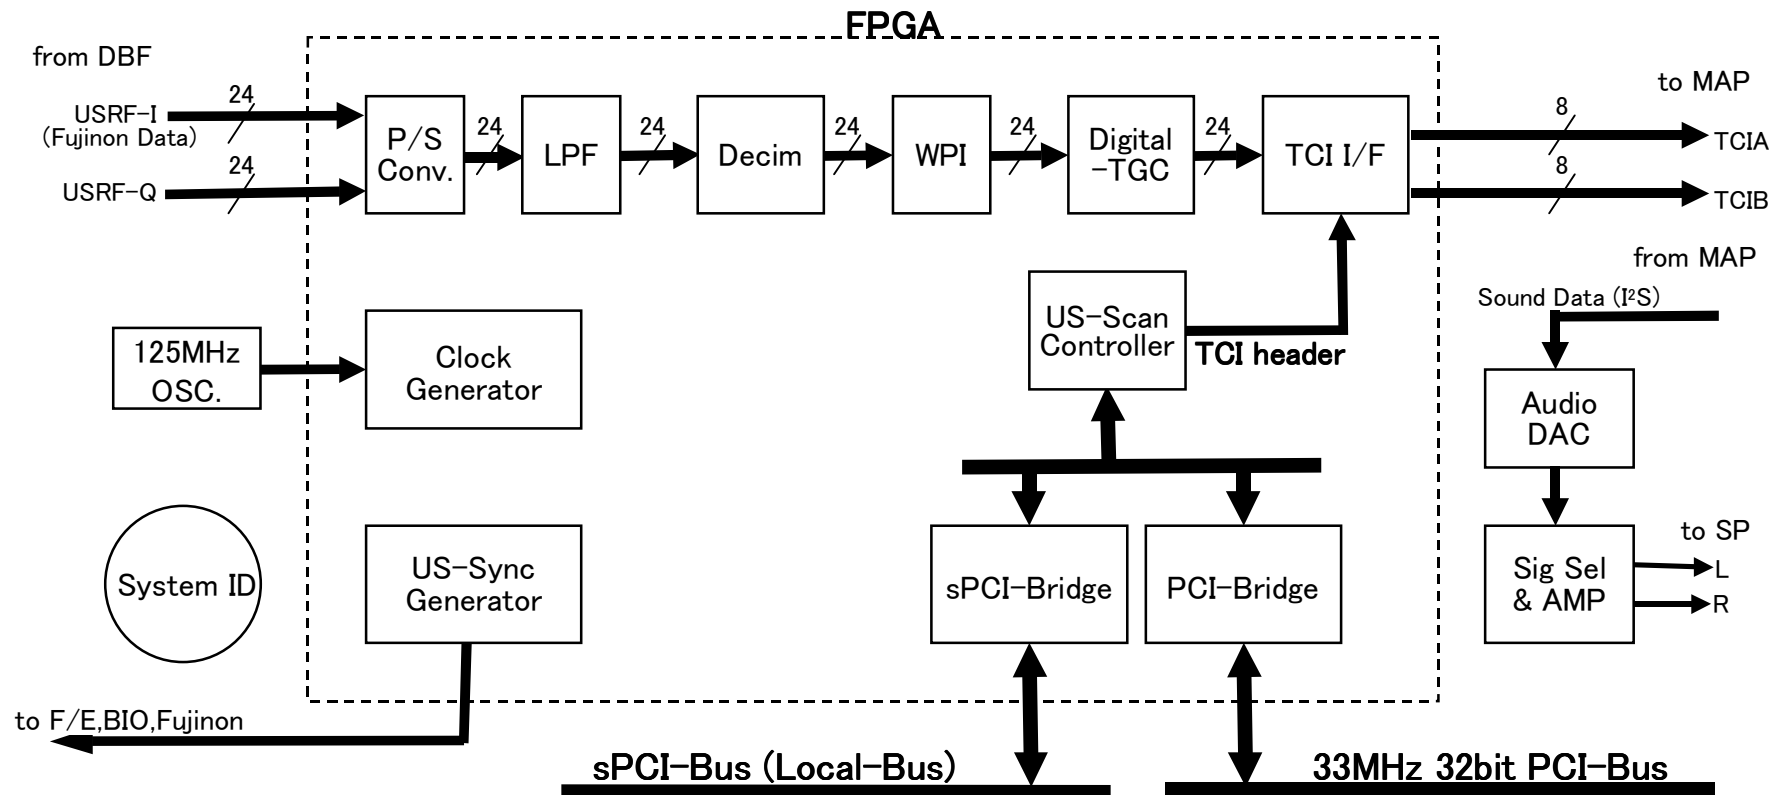 FPGA
from DBF
USRF-I
(Fujinon Data)
24
USRF-Q
24
P/S
Conv.
24
LPF
24
Decim
24
WPI
24
Digital
-TGC
24
TCI I/F
8
8
to MAP
TCIA
TCIB
from MAP
Sound Data (I²S)
125MHz
OSC.
Clock
Generator
US-Scan
Controller
TCI header
Audio
DAC
System ID
US-Sync
Generator
sPCI-Bridge
PCI-Bridge
Sig Sel
& AMP
to SP
L
R
to F/E,BIO,Fujinon
sPCI-Bus (Local-Bus)
33MHz 32bit PCI-Bus